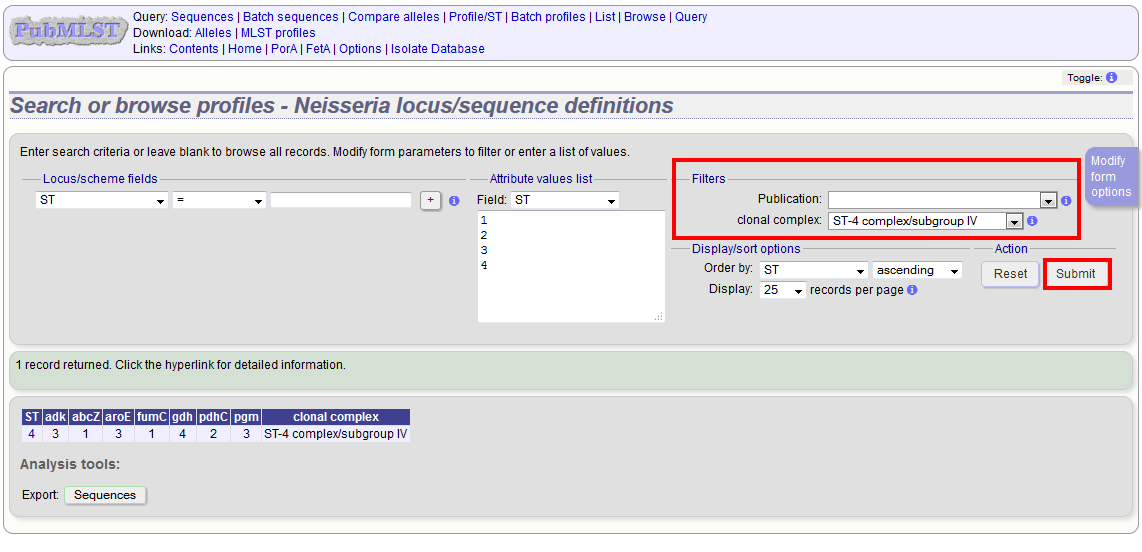 PubMLST
Query: Sequences | Batch sequences | Compare alleles | Profile/ST | Batch profiles | List | Browse | Query
Download: Alleles | MLST profiles
Links: Contents | Home | PorA | FetA | Options | Isolate Database
Toggle: i
Search or browse profiles - Neisseria locus/sequence definitions
Enter search criteria or leave blank to browse all records. Modify form parameters to filter or enter a list of values.
Modify
form
options
Locus/scheme fields
ST = + i
Attribute values list
Field: ST
1
2
3
4
Filters
Publication: i
clonal complex: ST-4 complex/subgroup IV i
Display/sort options
Order by: ST ascending
Display: 25 records per page i
Action
Reset Submit
1 record returned. Click the hyperlink for detailed information.
ST adk abcZ aroE fumC gdh pdhC pgm clonal complex
4 3 1 3 1 4 2 3 ST-4 complex/subgroup IV
Analysis tools:
Export: Sequences